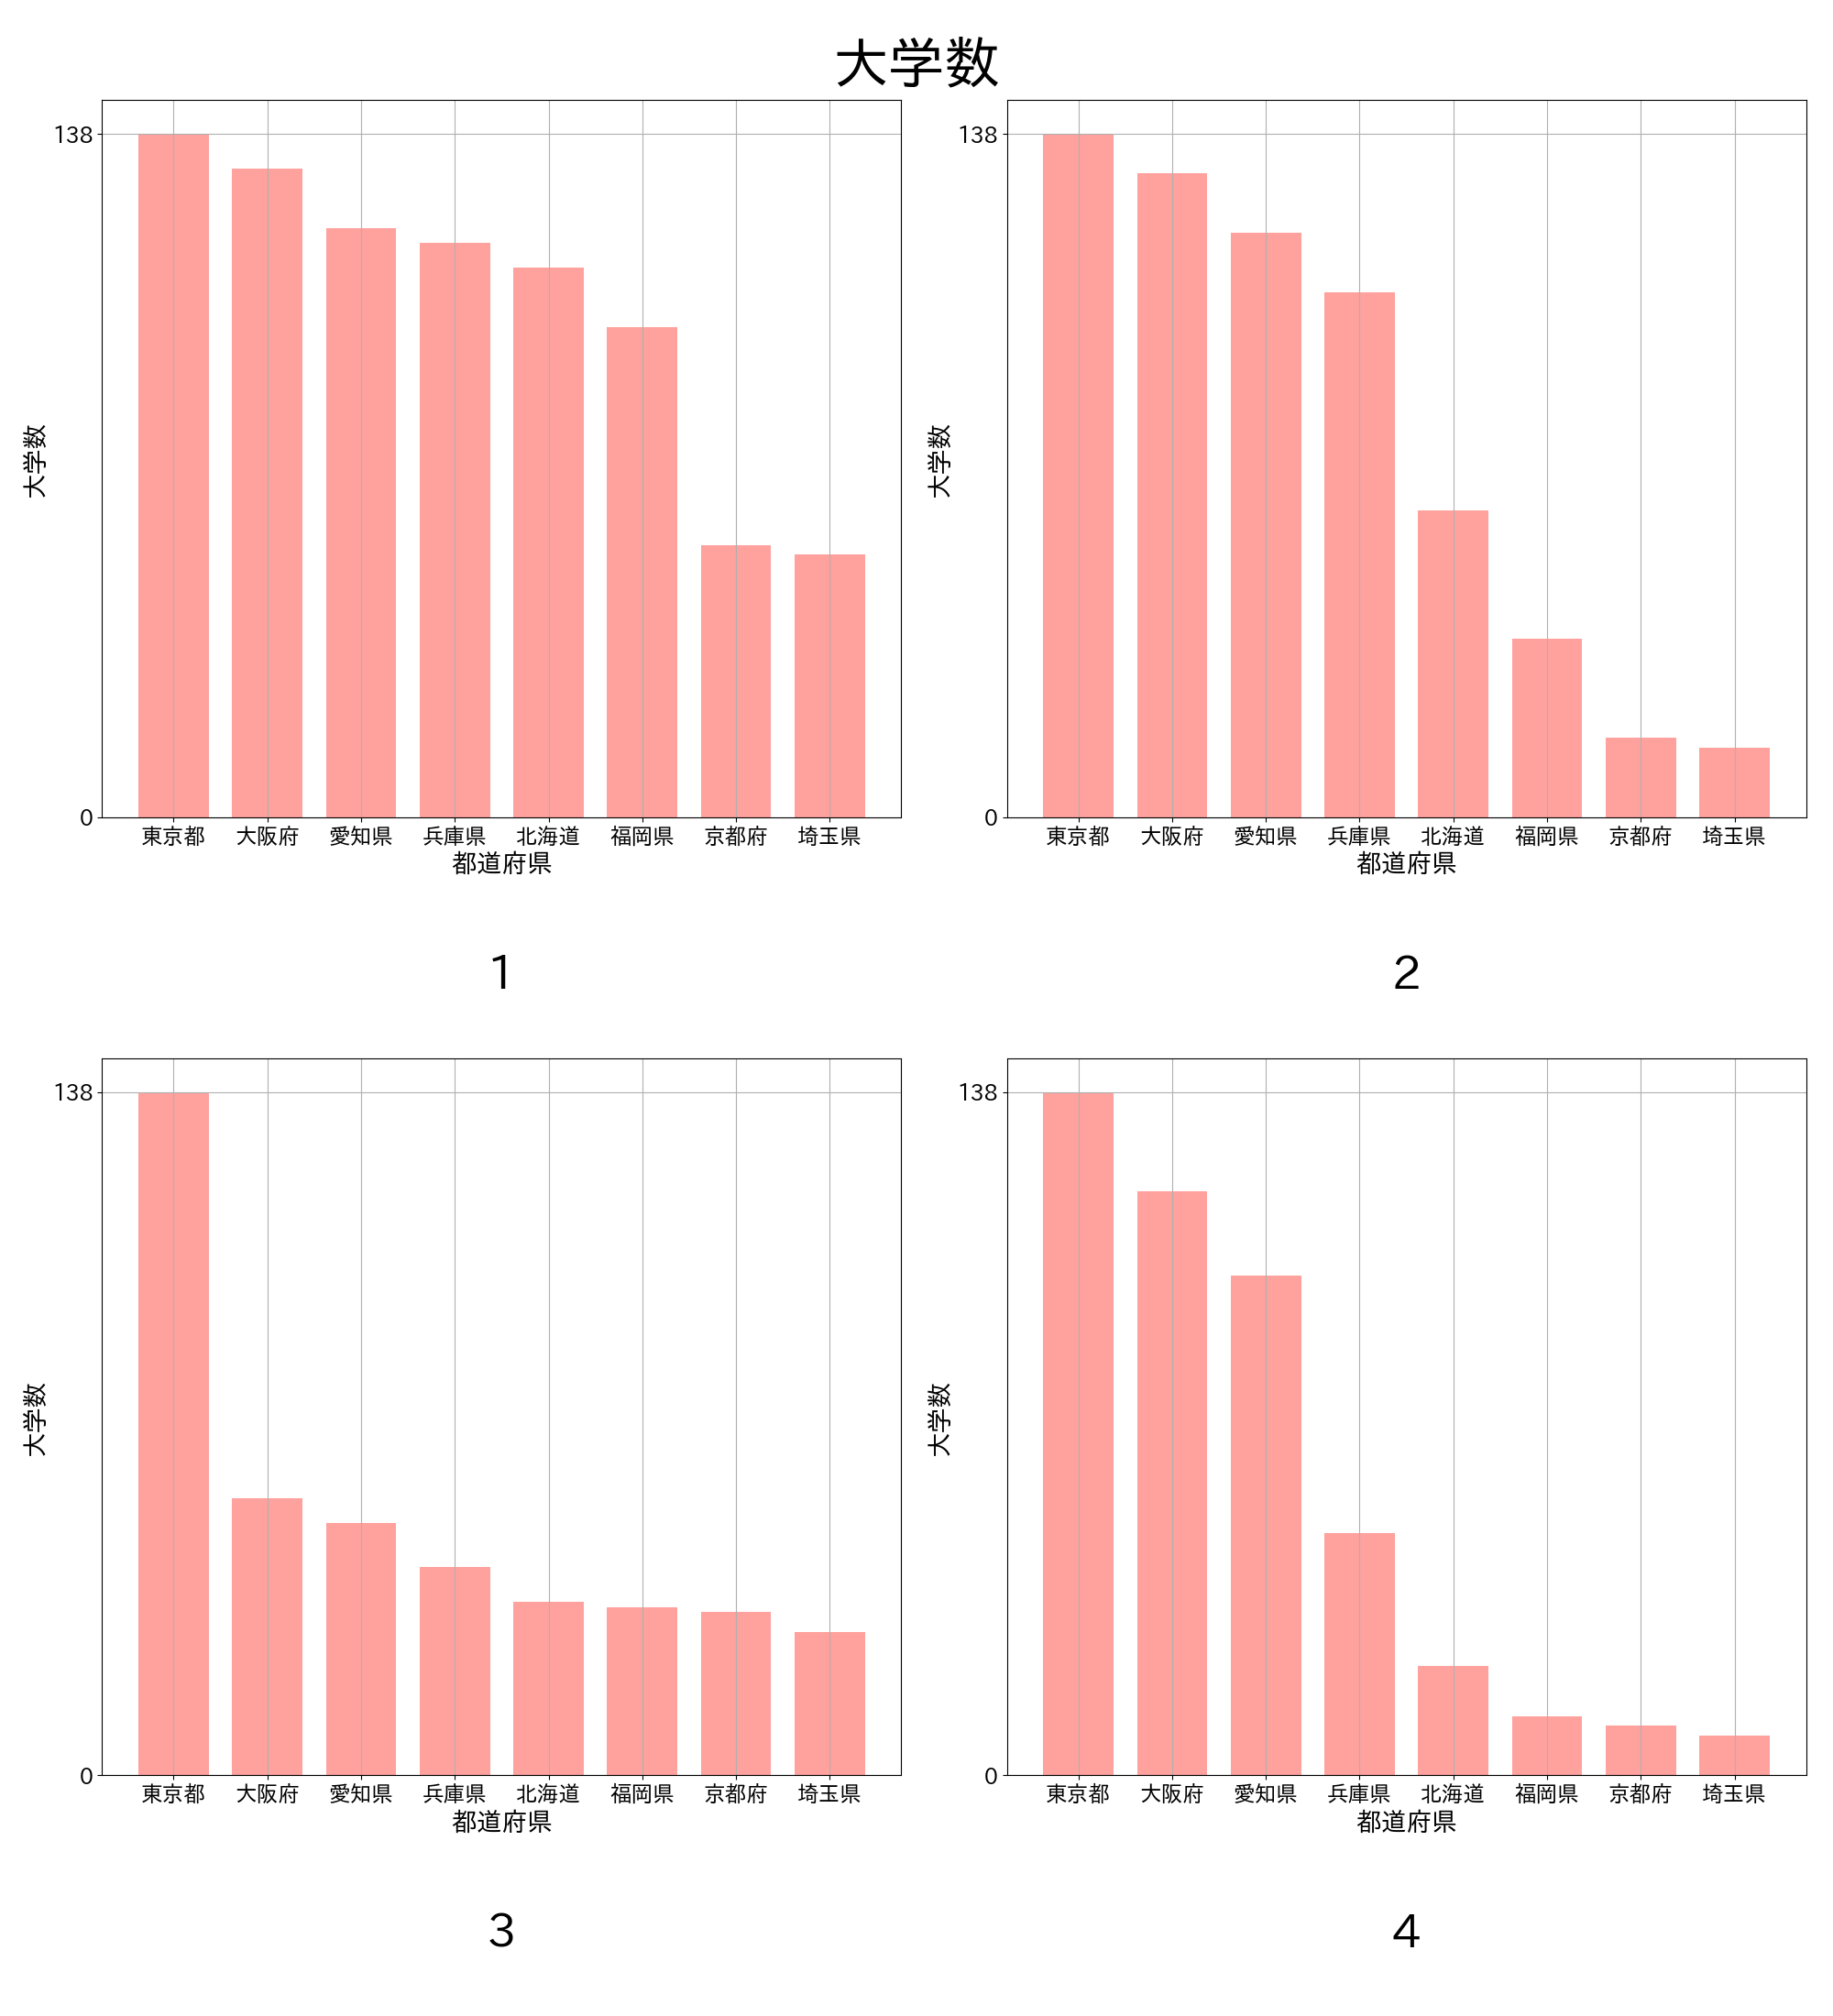 大学数
138
0
大学数
東京都 大阪府 愛知県 兵庫県 北海道 福岡県 京都府 埼玉県
都道府県
1
138
0
大学数
東京都 大阪府 愛知県 兵庫県 北海道 福岡県 京都府 埼玉県
都道府県
2
138
0
大学数
東京都 大阪府 愛知県 兵庫県 北海道 福岡県 京都府 埼玉県
都道府県
3
138
0
大学数
東京都 大阪府 愛知県 兵庫県 北海道 福岡県 京都府 埼玉県
都道府県
4